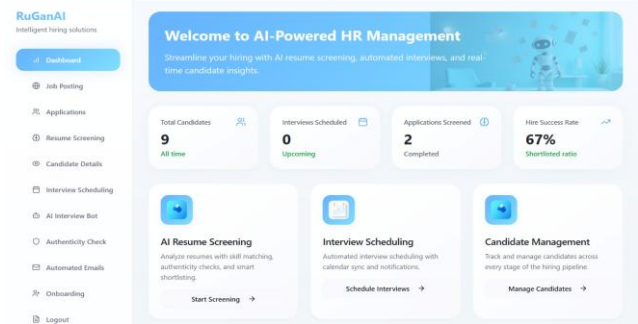 RuGanAI
Intelligent hiring solutions
Dashboard
Job Posting
Applications
Resume Screening
Candidate Details
Interview Scheduling
AI Interview Bot
Authenticity Check
Automated Emails
Onboarding
Logout
Welcome to AI-Powered HR Management
Streamline your hiring with AI resume screening, automated interviews, and real-
time candidate insights.
Total Candidates
9
All time
Interviews Scheduled
0
Upcoming
Applications Screened
2
Completed
Hire Success Rate
67%
Shortlisted ratio
AI Resume Screening
Analyze resumes with skill matching,
authenticity checks, and smart
shortlisting.
Start Screening →
Interview Scheduling
Automated interview scheduling with
calendar sync and notifications.
Schedule Interviews →
Candidate Management
Track and manage candidates across
every stage of the hiring pipeline.
Manage Candidates →